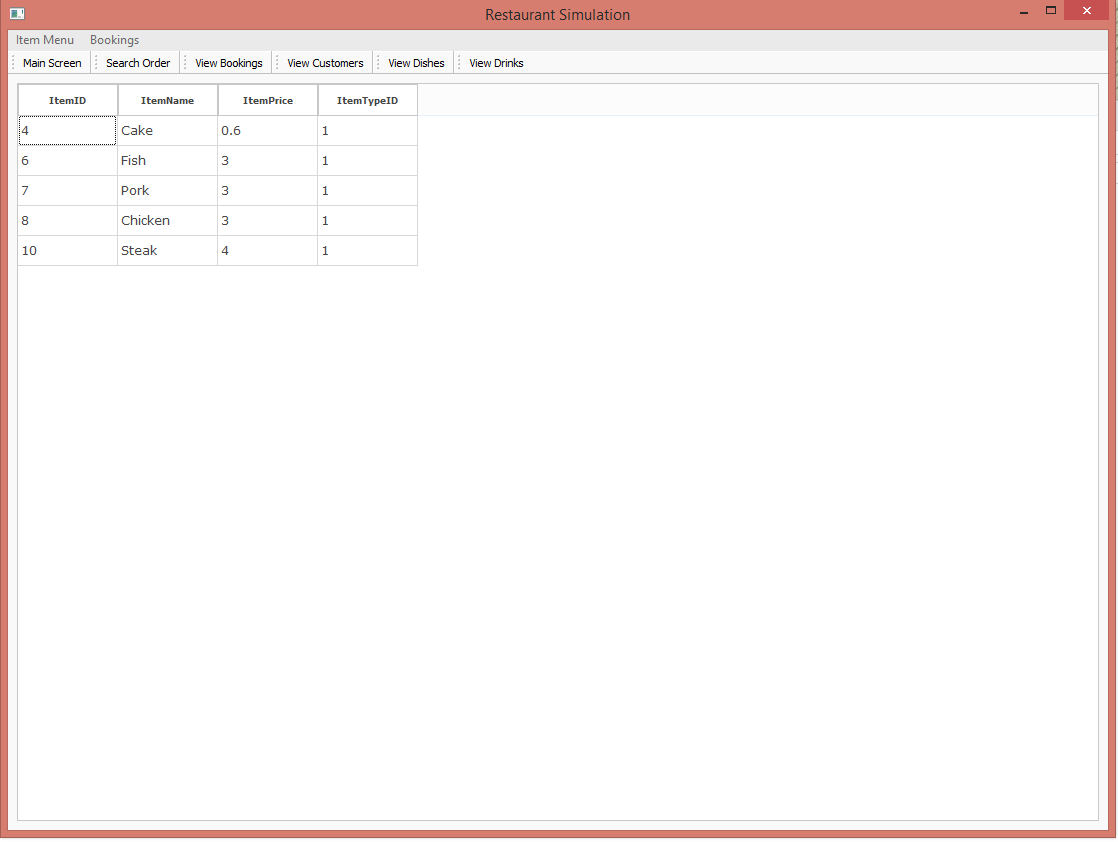 Restaurant Simulation
Item Menu Bookings
Main Screen Search Order View Bookings View Customers View Dishes View Drinks
ItemID ItemName ItemPrice ItemTypeID
4 Cake 0.6 1
6 Fish 3 1
7 Pork 3 1
8 Chicken 3 1
10 Steak 4 1